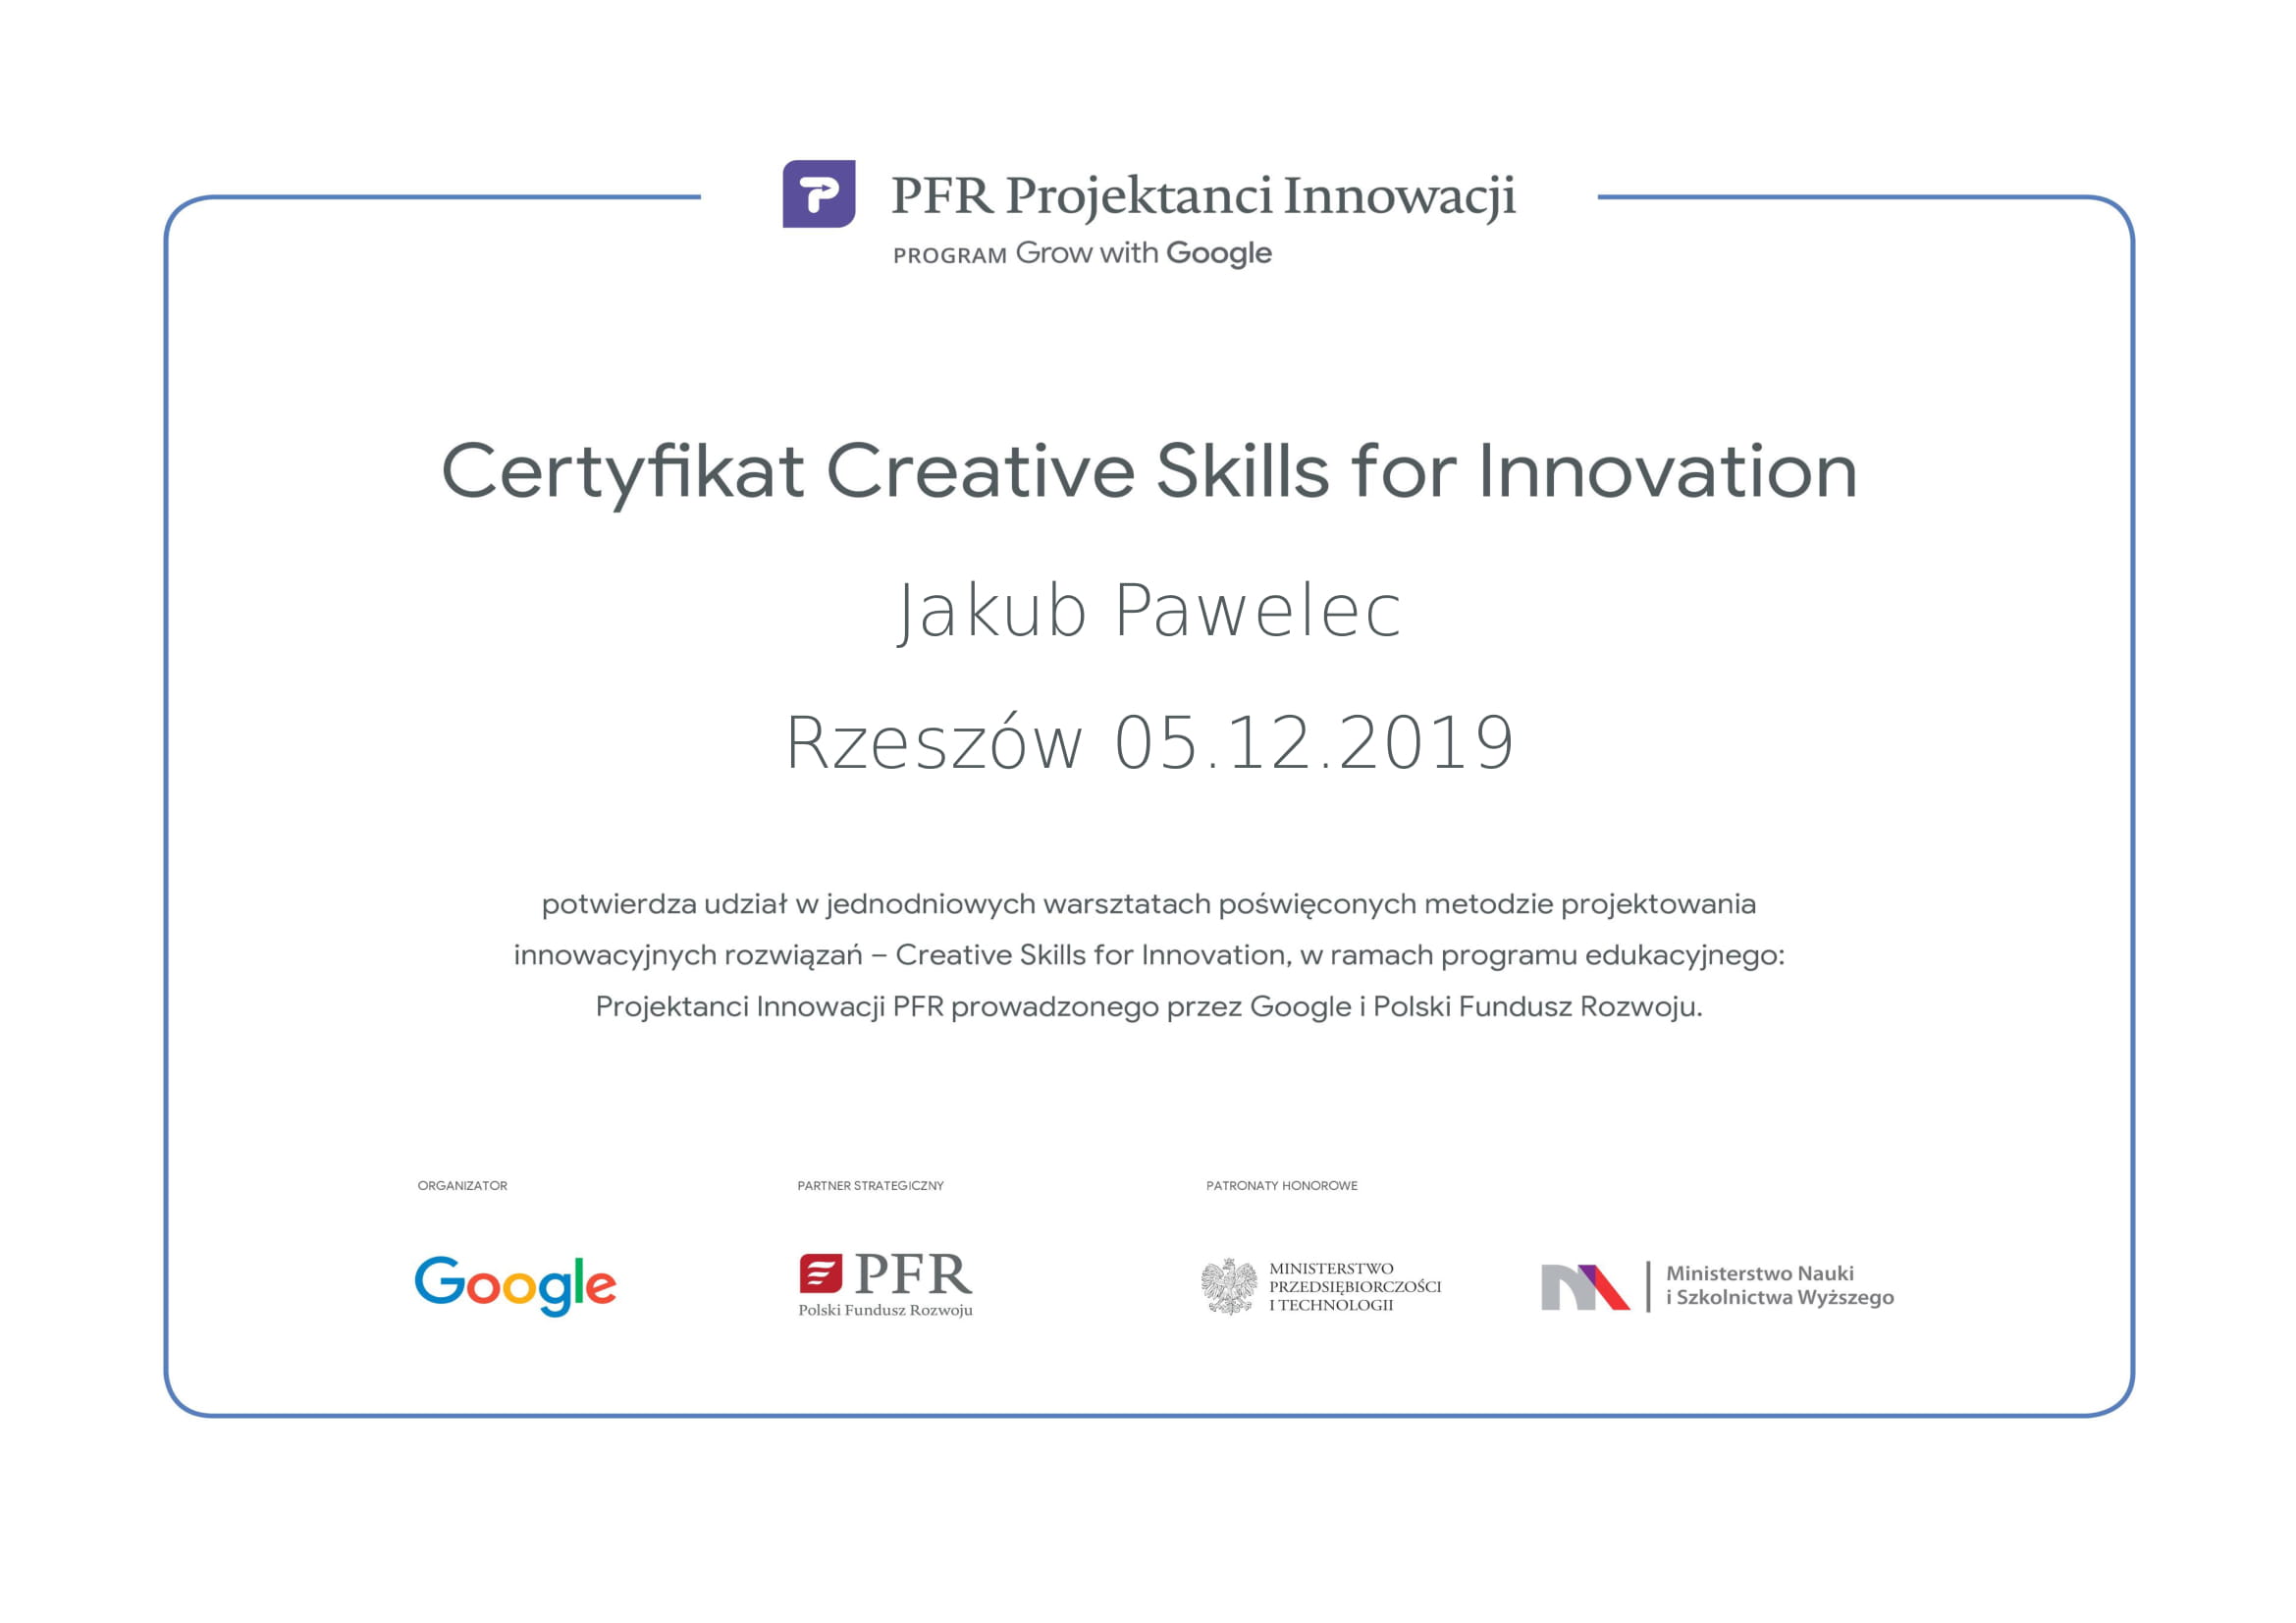 PFR Projektanci Innowacji
PROGRAM Grow with Google
Certyfikat Creative Skills for Innovation
Jakub Pawelec
Rzeszów 05.12.2019
potwierdza udział w jednodniowych warsztatach poświęconych metodzie projektowania
innowacyjnych rozwiązań – Creative Skills for Innovation, w ramach programu edukacyjnego:
Projektanci Innowacji PFR prowadzonego przez Google i Polski Fundusz Rozwoju.
ORGANIZATOR
Google
PARTNER STRATEGICZNY
PFR
Polski Fundusz Rozwoju
PATRONATY HONOROWE
MINISTERSTWO
PRZEDSIĘBIORCZOŚCI
I TECHNOLOGII
Ministerstwo Nauki
i Szkolnictwa Wyższego